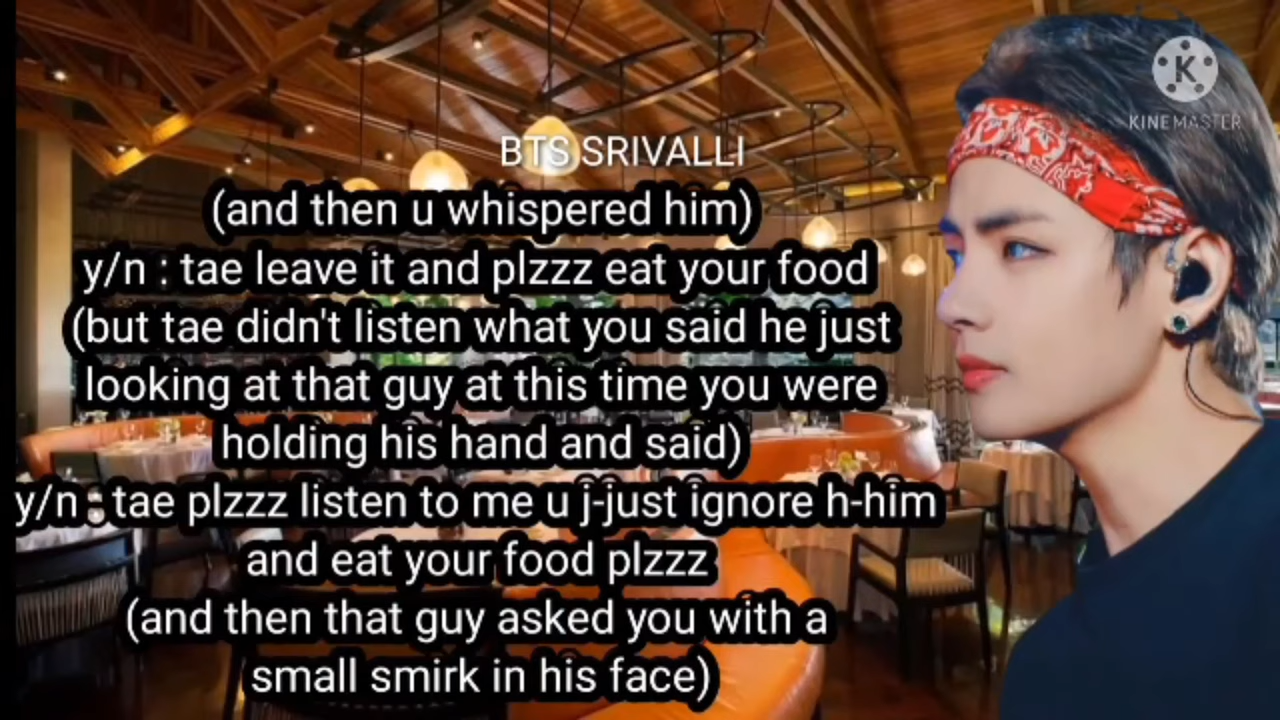 K
KINEMASTER
BTS SRIVALLI
(and then u whispered him)
y/n : tae leave it and plzzz eat your food
(but tae didn't listen what you said he just
looking at that guy at this time you were
holding his hand and said)
y/n : tae plzzz listen to me u j-just ignore h-him
and eat your food plzzz
(and then that guy asked you with a
small smirk in his face)